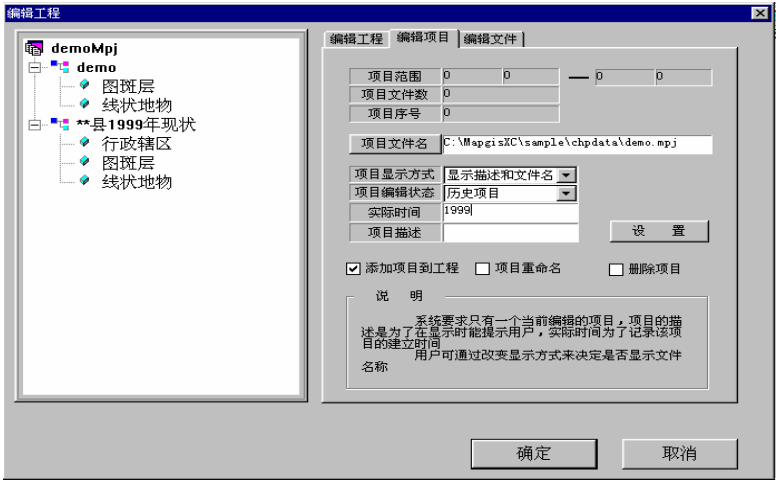 编辑工程
demoMpj
demo
图斑层
线状地物
**县1999年现状
行政辖区
图斑层
线状地物
编辑工程 编辑项目 编辑文件
项目范围 0 0 — 0 0
项目文件数 0
项目序号 0
项目文件名 C:\MapgisXC\sample\chpdata\demo.mpj
项目显示方式 显示描述和文件名
项目编辑状态 历史项目
实际时间 1999
项目描述
设 置
添加项目到工程 项目重命名 删除项目
说 明
系统要求只有一个当前编辑的项目，项目的描
述是为了在显示时能提示用户，实际时间为了记录该项
目的建立时间
用户可通过改变显示方式来决定是否显示文件
名称
确定 取消